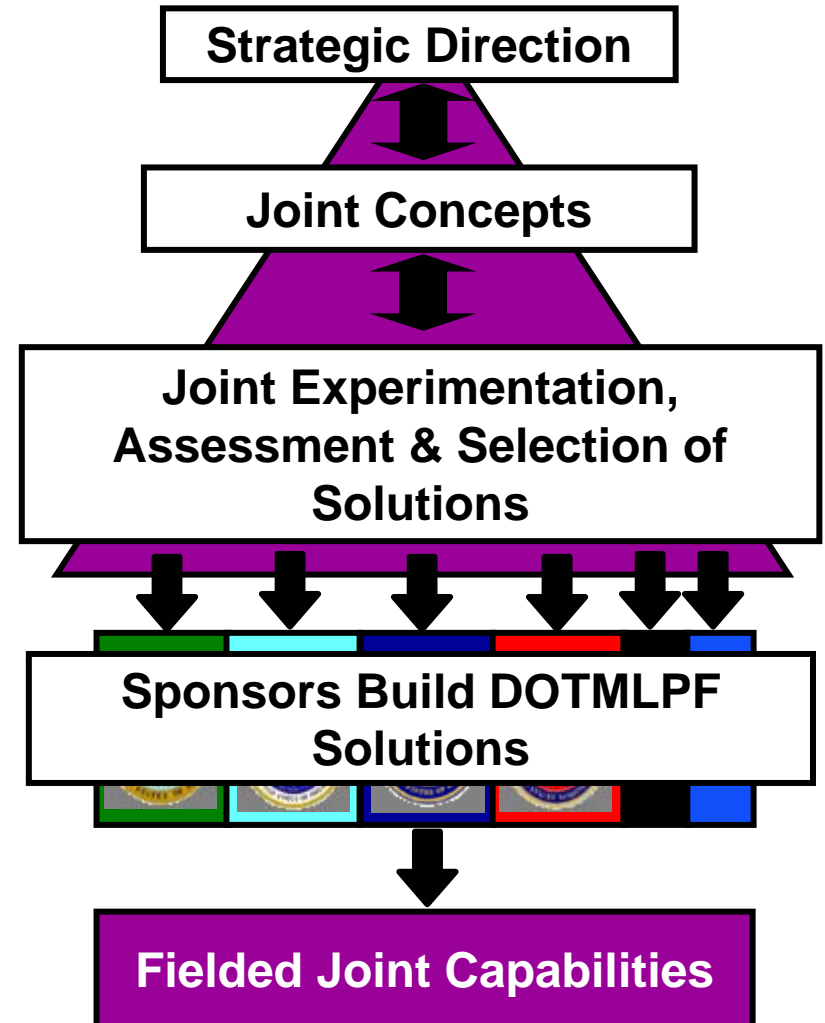 Strategic Direction
Joint Concepts
Joint Experimentation,
Assessment & Selection of
Solutions
Sponsors Build DOTMLPF
Solutions
Fielded Joint Capabilities